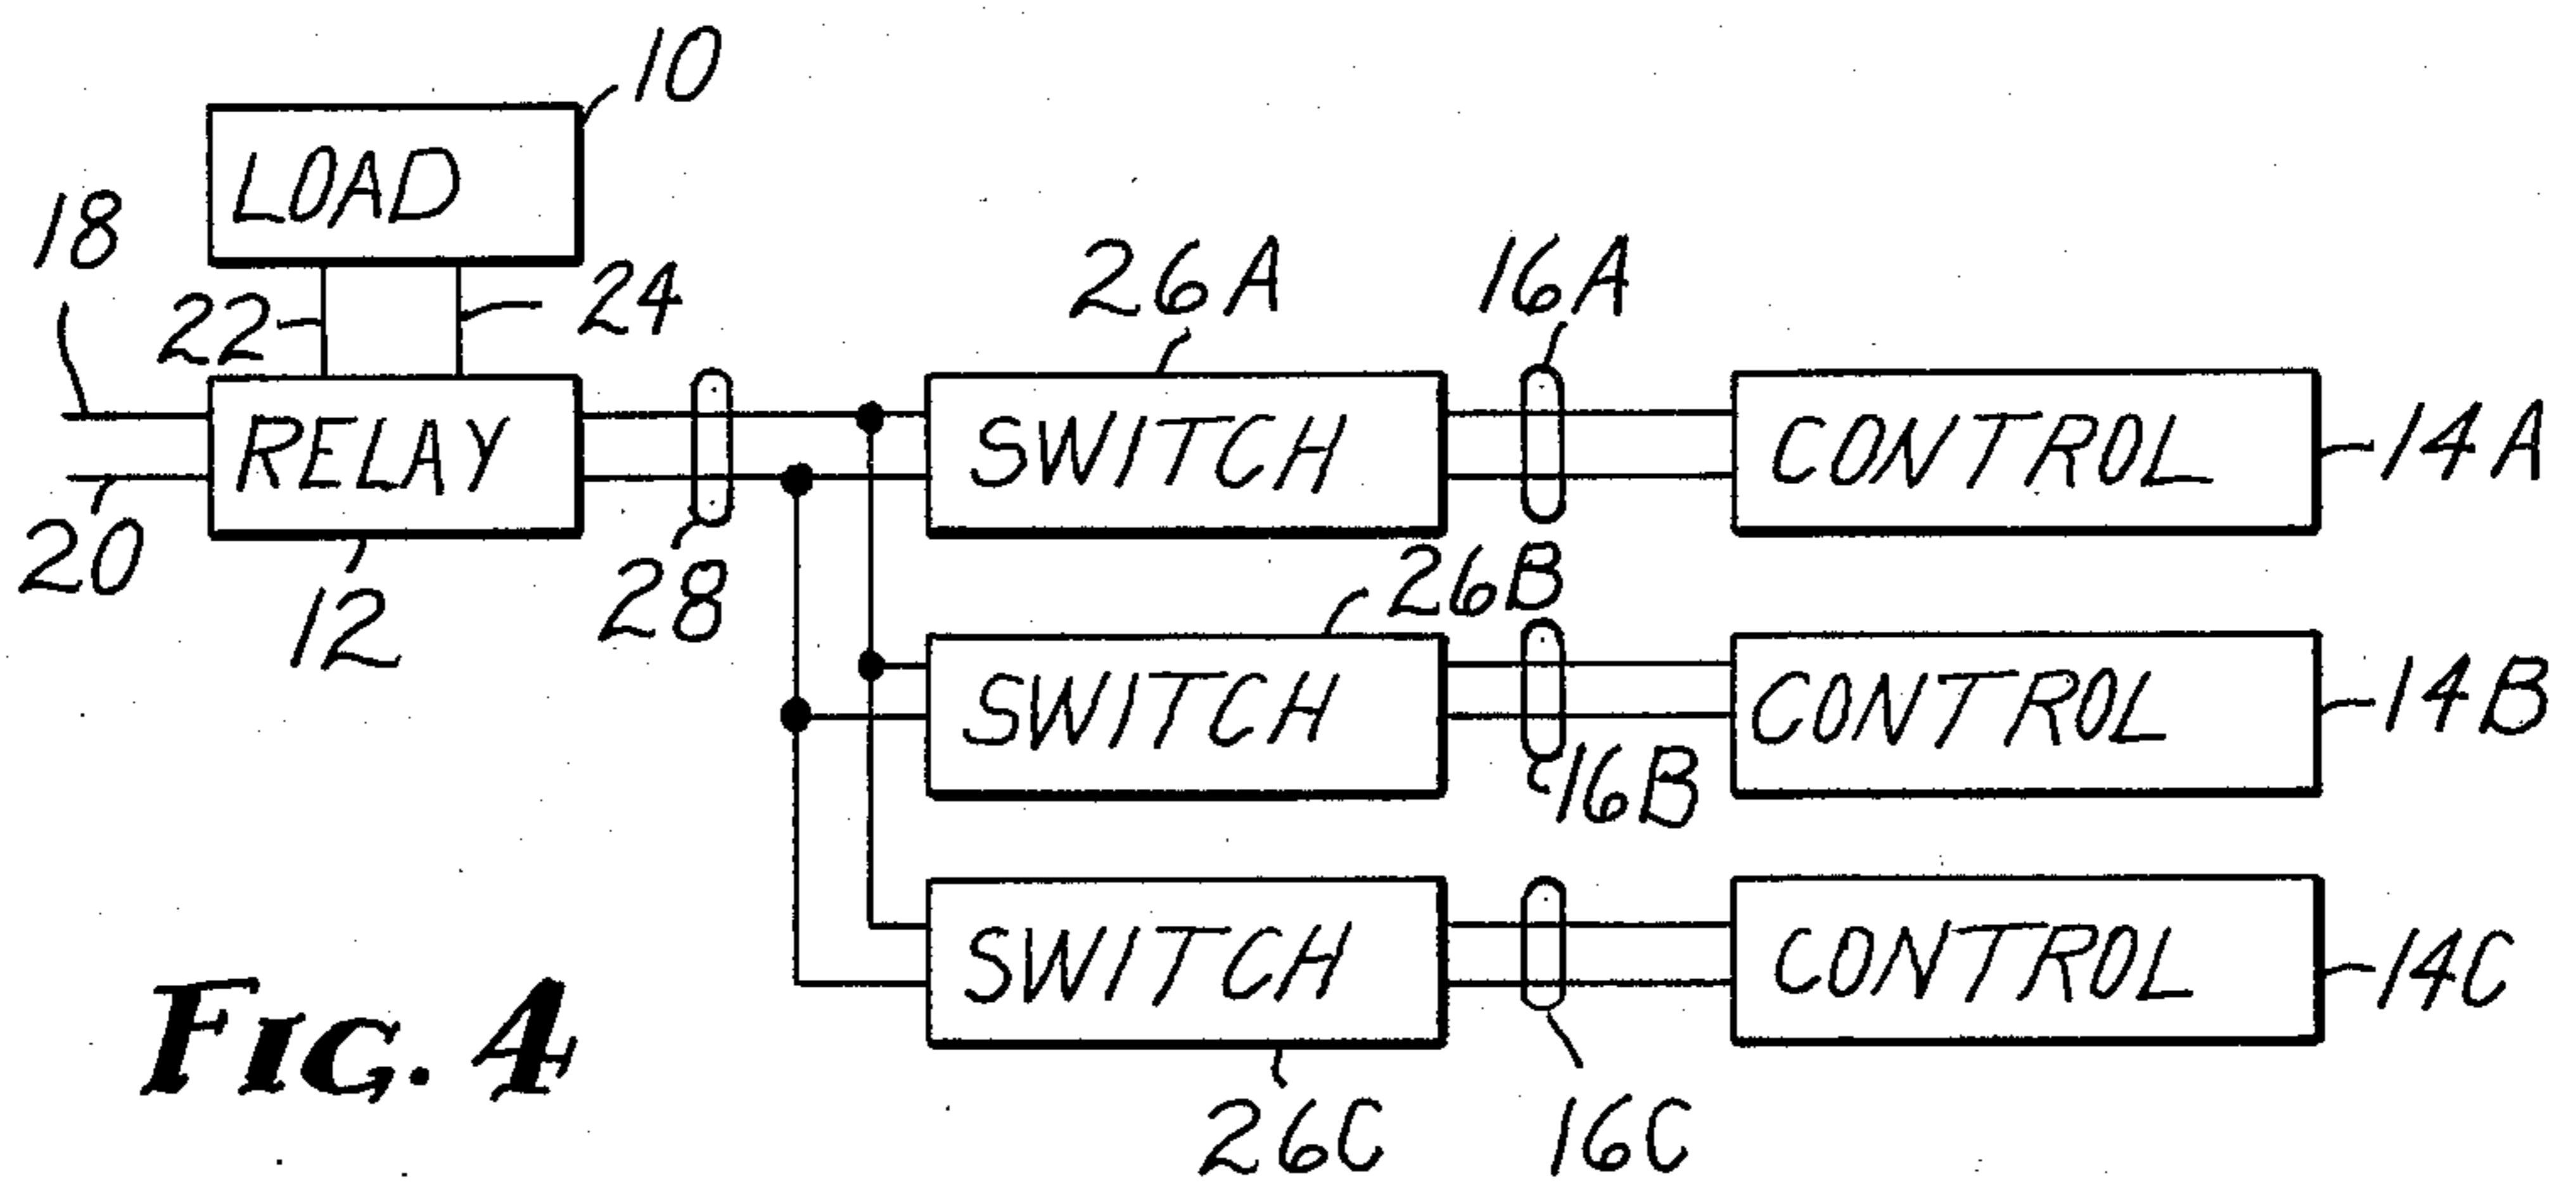 10
LOAD
18
22
24
26A
16A
RELAY
SWITCH
CONTROL
14A
20
12
28
26B
SWITCH
CONTROL
14B
16B
SWITCH
CONTROL
14C
FIG. 4
26C
16C